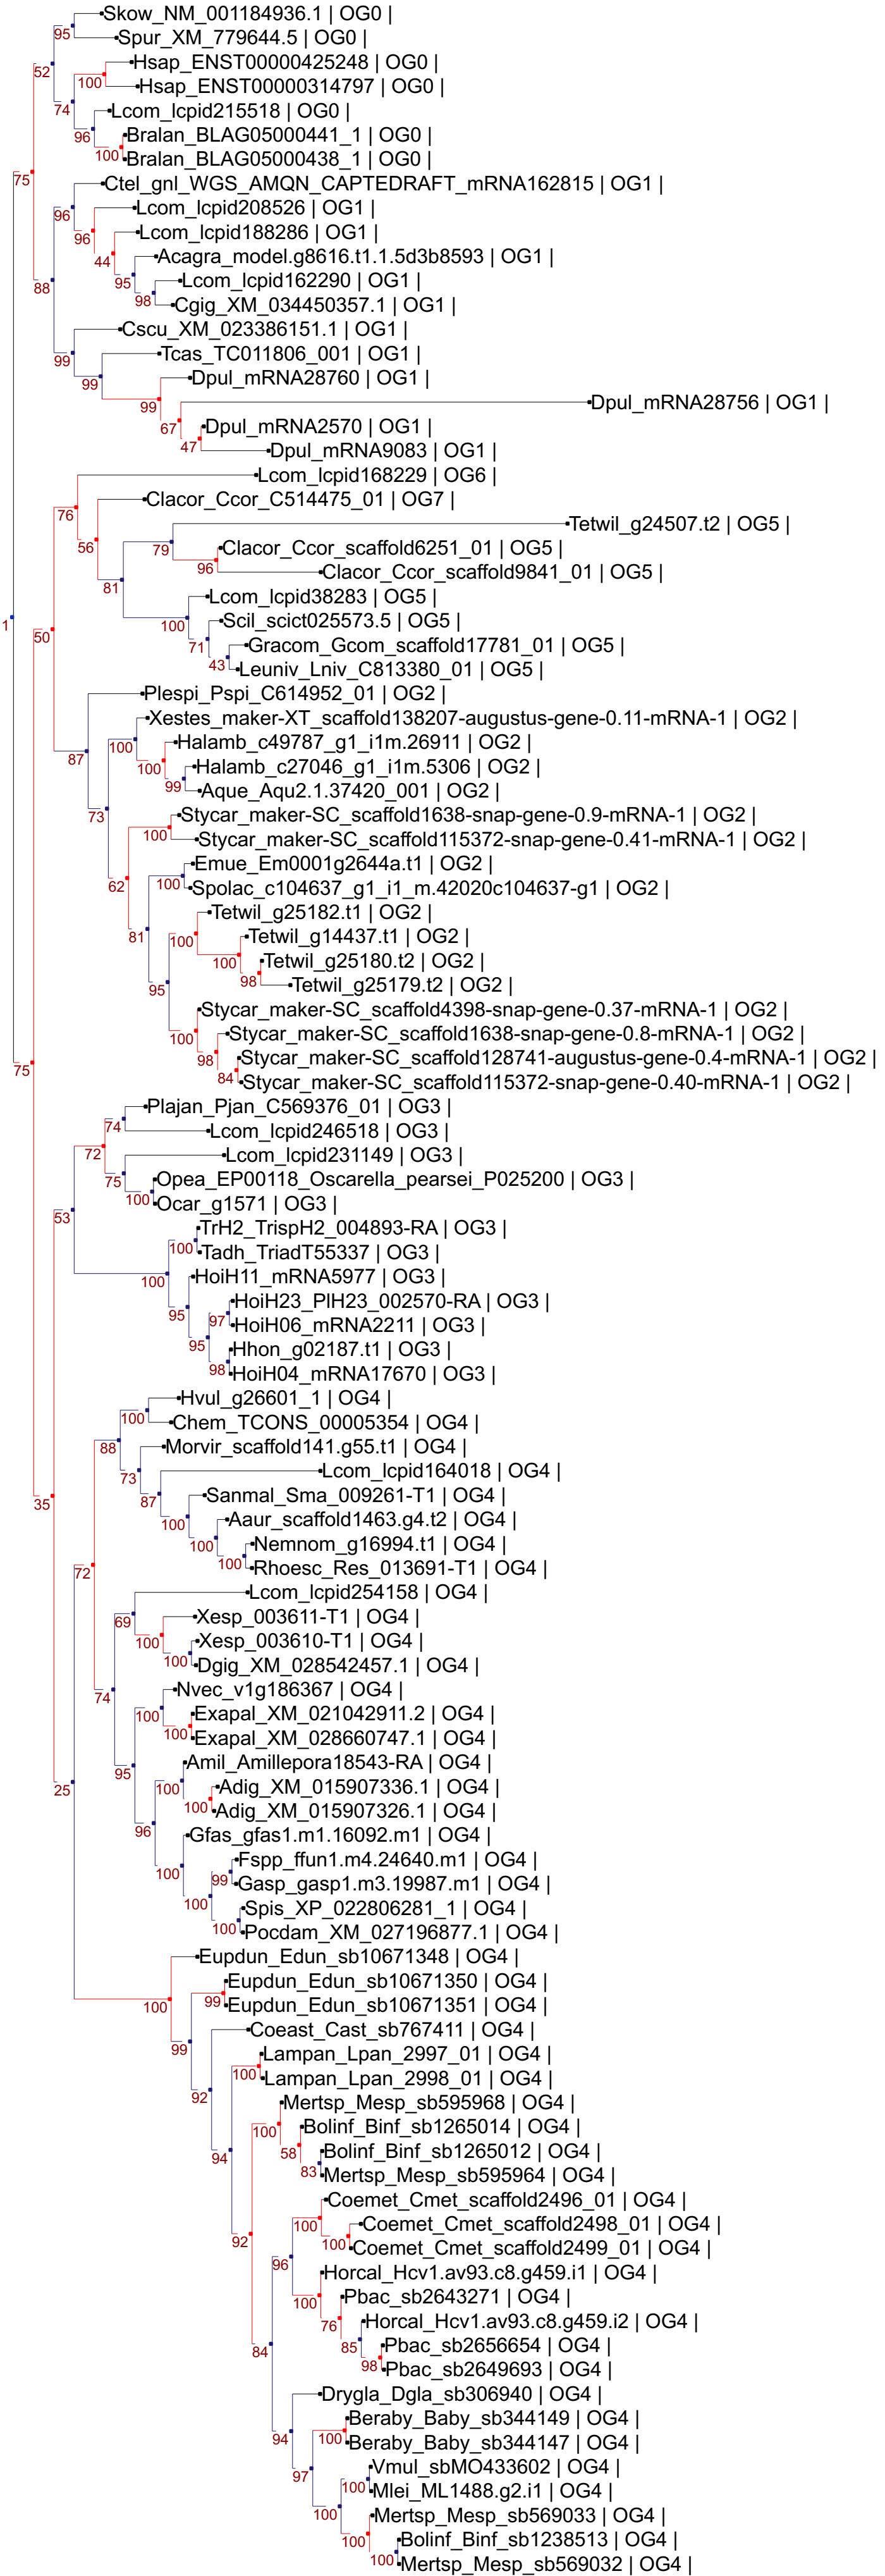 Skow_NM_001184936.1 | OG0 |
95
Spur_XM_779644.5 | OG0 |
52
Hsap_ENST00000425248 | OG0 |
100
Hsap_ENST00000314797 | OG0 |
74
Lcom_lcpid215518 | OG0 |
96
Bralan_BLAG05000441_1 | OG0 |
100
Bralan_BLAG05000438_1 | OG0 |
75
Ctel_gnl_WGS_AMQN_CAPTEDRAFT_mRNA162815 | OG1 |
96
Lcom_lcpid208526 | OG1 |
96
Lcom_lcpid188286 | OG1 |
44
Acagra_model.g8616.t1.1.5d3b8593 | OG1 |
95
Lcom_lcpid162290 | OG1 |
88
98
Cgig_XM_034450357.1 | OG1 |
Cscu_XM_023386151.1 | OG1 |
99
Tcas_TC011806_001 | OG1 |
99
Dpul_mRNA28760 | OG1 |
99
Dpul_mRNA28756 | OG1 |
67
Dpul_mRNA2570 | OG1 |
47
Dpul_mRNA9083 | OG1 |
Lcom_lcpid168229 | OG6 |
Clacor_Ccor_C514475_01 | OG7 |
76
Tetwil_g24507.t2 | OG5 |
56
79
Clacor_Ccor_scaffold6251_01 | OG5 |
96
Clacor_Ccor_scaffold9841_01 | OG5 |
81
Lcom_lcpid38283 | OG5 |
100
Scil_scict025573.5 | OG5 |
1
50
71
Gracom_Gcom_scaffold17781_01 | OG5 |
43
Leuniv_Lniv_C813380_01 | OG5 |
Plespi_Pspi_C614952_01 | OG2 |
Xestes_maker-XT_scaffold138207-augustus-gene-0.11-mRNA-1 | OG2 |
100
Halamb_c49787_g1_i1m.26911 | OG2 |
87
100
Halamb_c27046_g1_i1m.5306 | OG2 |
99
Aque_Aqu2.1.37420_001 | OG2 |
73
Stycar_maker-SC_scaffold1638-snap-gene-0.9-mRNA-1 | OG2 |
100
Stycar_maker-SC_scaffold115372-snap-gene-0.41-mRNA-1 | OG2 |
Emue_Em0001g2644a.t1 | OG2 |
62
100
Spolac_c104637_g1_i1_m.42020c104637-g1 | OG2 |
Tetwil_g25182.t1 | OG2 |
81
100
Tetwil_g14437.t1 | OG2 |
100
Tetwil_g25180.t2 | OG2 |
95
98
Tetwil_g25179.t2 | OG2 |
Stycar_maker-SC_scaffold4398-snap-gene-0.37-mRNA-1 | OG2 |
100
Stycar_maker-SC_scaffold1638-snap-gene-0.8-mRNA-1 | OG2 |
98
Stycar_maker-SC_scaffold128741-augustus-gene-0.4-mRNA-1 | OG2 |
75
84
Stycar_maker-SC_scaffold115372-snap-gene-0.40-mRNA-1 | OG2 |
Plajan_Pjan_C569376_01 | OG3 |
74
Lcom_lcpid246518 | OG3 |
72
Lcom_lcpid231149 | OG3 |
75
Opea_EP00118_Oscarella_pearsei_P025200 | OG3 |
100
Ocar_g1571 | OG3 |
53
TrH2_TrispH2_004893-RA | OG3 |
100
Tadh_TriadT55337 | OG3 |
100
HoiH11_mRNA5977 | OG3 |
95
HoiH23_PlH23_002570-RA | OG3 |
97
HoiH06_mRNA2211 | OG3 |
95
Hhon_g02187.t1 | OG3 |
98
HoiH04_mRNA17670 | OG3 |
Hvul_g26601_1 | OG4 |
100
Chem_TCONS_00005354 | OG4 |
88
Morvir_scaffold141.g55.t1 | OG4 |
73
Lcom_lcpid164018 | OG4 |
87
Sanmal_Sma_009261-T1 | OG4 |
35
100
Aaur_scaffold1463.g4.t2 | OG4 |
100
Nemnom_g16994.t1 | OG4 |
100
Rhoesc_Res_013691-T1 | OG4 |
72
Lcom_lcpid254158 | OG4 |
69
Xesp_003611-T1 | OG4 |
100
Xesp_003610-T1 | OG4 |
100
Dgig_XM_028542457.1 | OG4 |
74
Nvec_v1g186367 | OG4 |
100
Exapal_XM_021042911.2 | OG4 |
100
Exapal_XM_028660747.1 | OG4 |
95
Amil_Amillepora18543-RA | OG4 |
25
100
Adig_XM_015907336.1 | OG4 |
100
Adig_XM_015907326.1 | OG4 |
96
Gfas_gfas1.m1.16092.m1 | OG4 |
100
Fspp_ffun1.m4.24640.m1 | OG4 |
99
Gasp_gasp1.m3.19987.m1 | OG4 |
100
Spis_XP_022806281_1 | OG4 |
100
Pocdam_XM_027196877.1 | OG4 |
Eupdun_Edun_sb10671348 | OG4 |
Eupdun_Edun_sb10671350 | OG4 |
100
99
Eupdun_Edun_sb10671351 | OG4 |
99
Coeast_Cast_sb767411 | OG4 |
Lampan_Lpan_2997_01 | OG4 |
100
Lampan_Lpan_2998_01 | OG4 |
92
Mertsp_Mesp_sb595968 | OG4 |
100
Bolinf_Binf_sb1265014 | OG4 |
94
58
Bolinf_Binf_sb1265012 | OG4 |
83
Mertsp_Mesp_sb595964 | OG4 |
Coemet_Cmet_scaffold2496_01 | OG4 |
100
Coemet_Cmet_scaffold2498_01 | OG4 |
92
100
Coemet_Cmet_scaffold2499_01 | OG4 |
96
Horcal_Hcv1.av93.c8.g459.i1 | OG4 |
100
Pbac_sb2643271 | OG4 |
76
Horcal_Hcv1.av93.c8.g459.i2 | OG4 |
84
85
Pbac_sb2656654 | OG4 |
98
Pbac_sb2649693 | OG4 |
Drygla_Dgla_sb306940 | OG4 |
Beraby_Baby_sb344149 | OG4 |
94
100
Beraby_Baby_sb344147 | OG4 |
97
Vmul_sbMO433602 | OG4 |
100
Mlei_ML1488.g2.i1 | OG4 |
100
Mertsp_Mesp_sb569033 | OG4 |
100
Bolinf_Binf_sb1238513 | OG4 |
100
Mertsp_Mesp_sb569032 | OG4 |